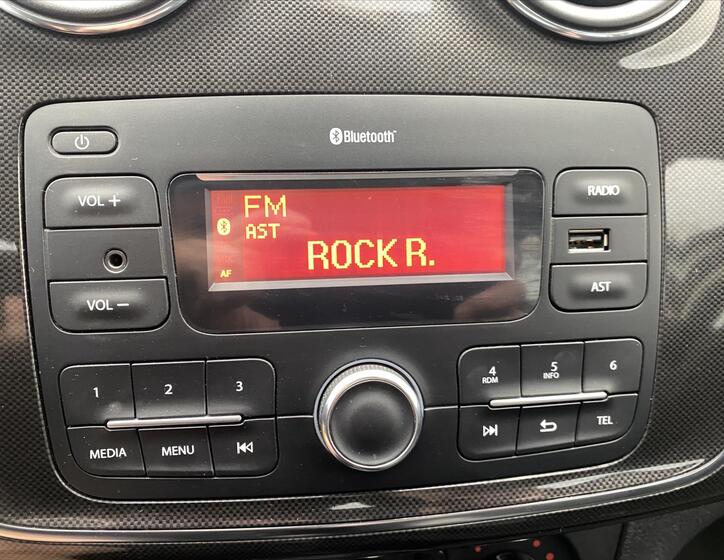 Bluetooth
VOL +
RADIO
FM
AST
ROCK R.
AF
VOL −
AST
1
2
3
4
RDM
5
INFO
6
MEDIA
MENU
TEL